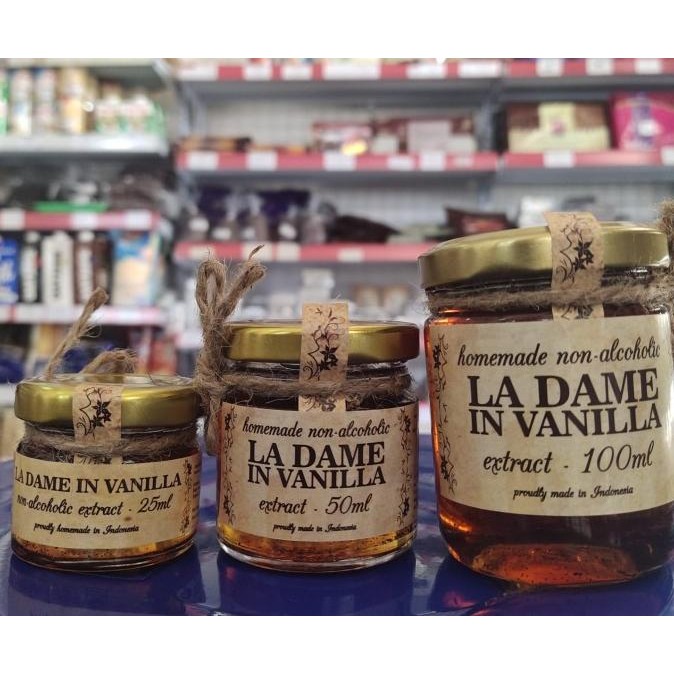 LA DAME IN VANILLA
non-alcoholic extract - 25ml
proudly homemade in Indonesia
homemade non-alcoholic
LA DAME
IN VANILLA
extract - 50ml
proudly made in Indonesia
homemade non-alcoholic
LA DAME
IN VANILLA
extract - 100ml
proudly made in Indonesia